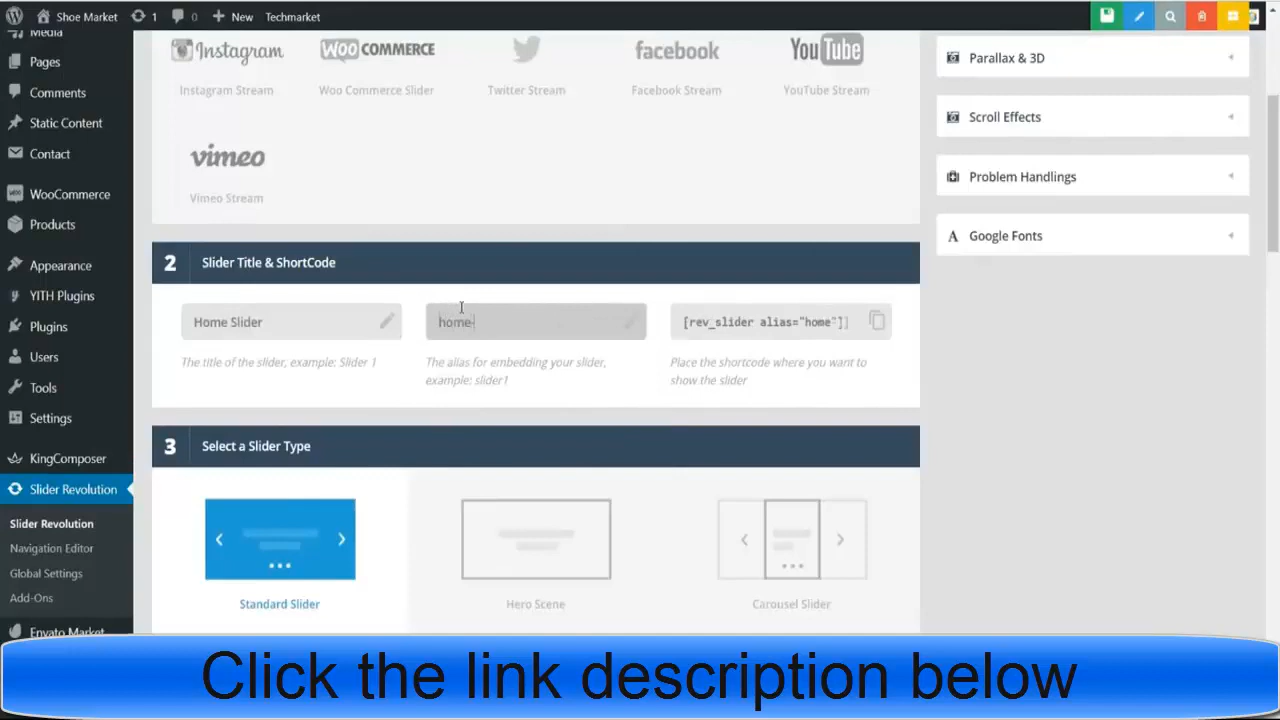 Shoe Market 1 0 New Techmarket
Media
Pages
Comments
Static Content
Contact
WooCommerce
Products
Appearance
YITH Plugins
Plugins
Users
Tools
Settings
KingComposer
Slider Revolution
Slider Revolution
Navigation Editor
Global Settings
Add-Ons
Envato Market
Instagram WOO COMMERCE facebook YouTube
Instagram Stream Woo Commerce Slider Twitter Stream Facebook Stream YouTube Stream
vimeo
Vimeo Stream
2 Slider Title & ShortCode
Home Slider home- [rev_slider alias="home"]]
The title of the slider, example: Slider 1 The alias for embedding your slider, Place the shortcode where you want to
example: slider1 show the slider
3 Select a Slider Type
Standard Slider Hero Scene Carousel Slider
Parallax & 3D
Scroll Effects
Problem Handlings
A Google Fonts
Click the link description below